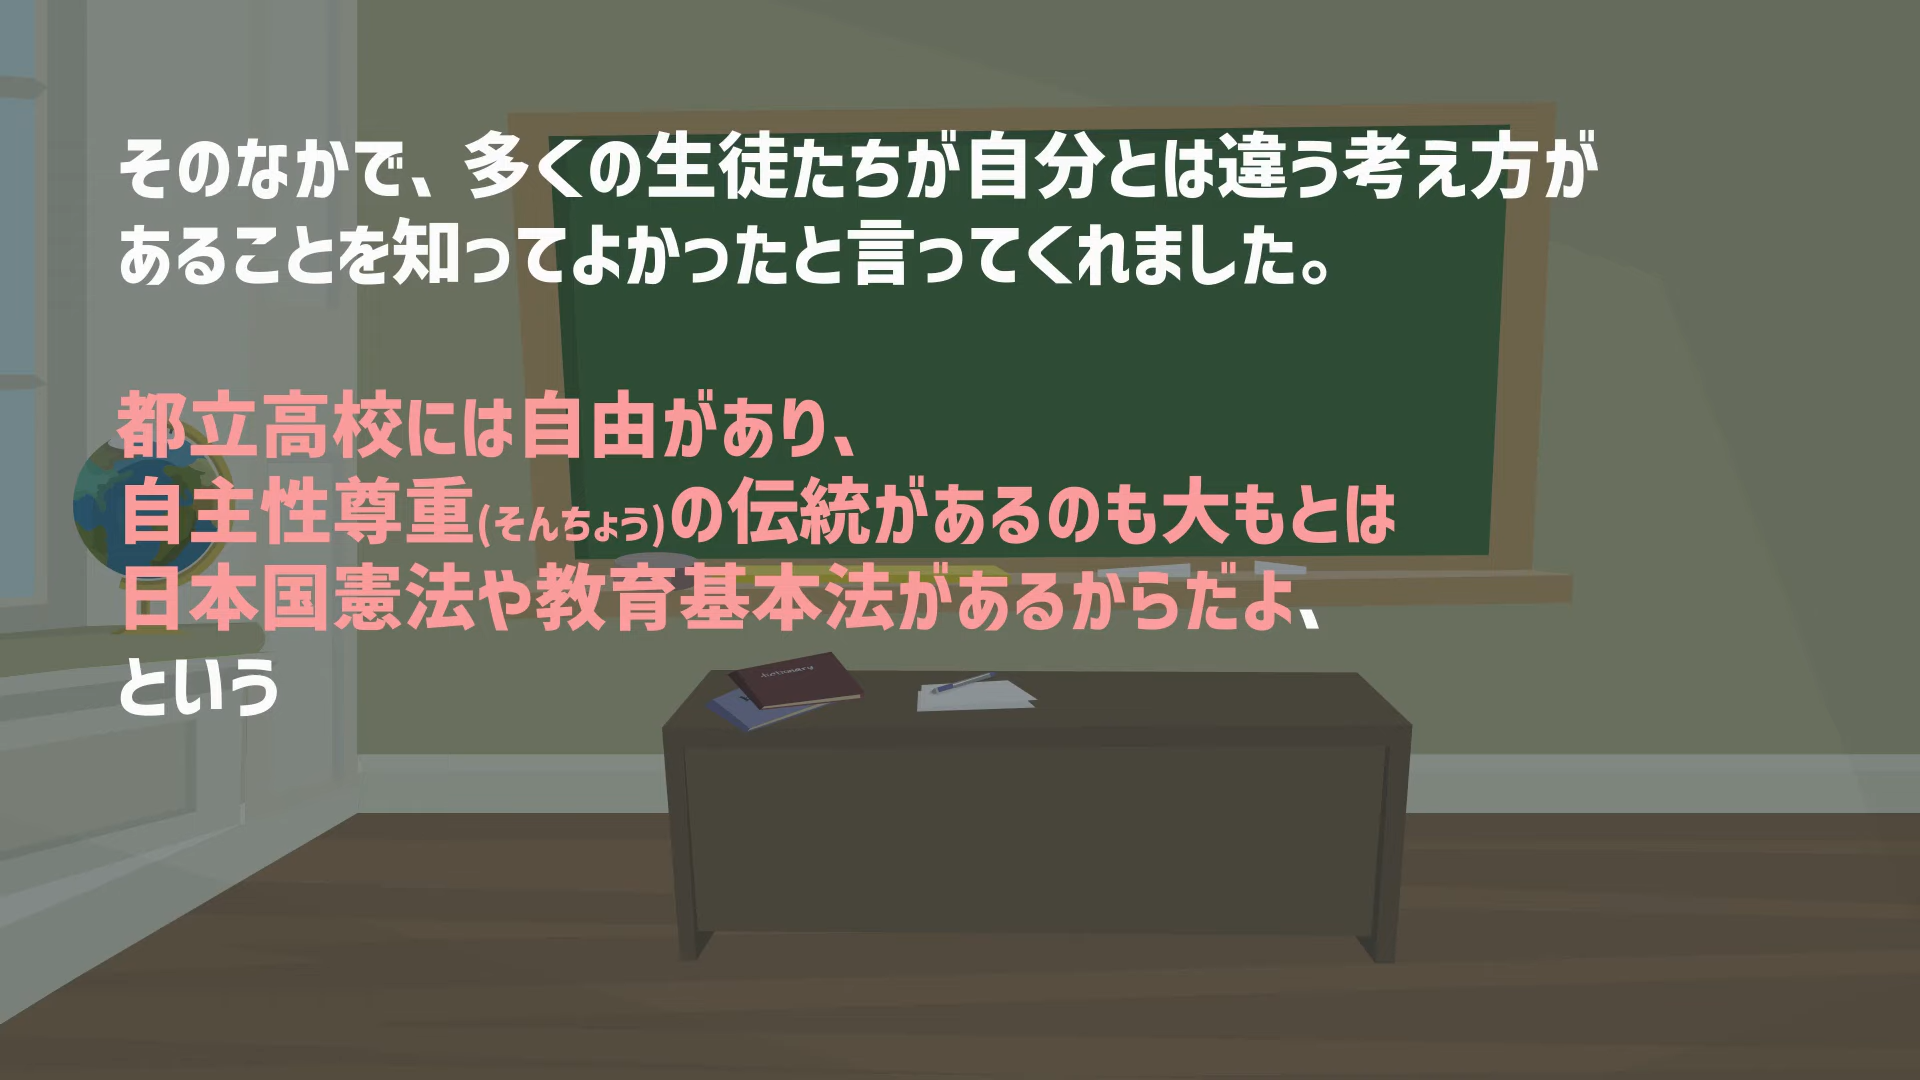 そのなかで、多くの生徒たちが自分とは違う考え方が
あることを知ってよかったと言ってくれました。
都立高校には自由があり、
自主性尊重(そんちょう)の伝統があるのも大もとは
日本国憲法や教育基本法があるからだよ、
という